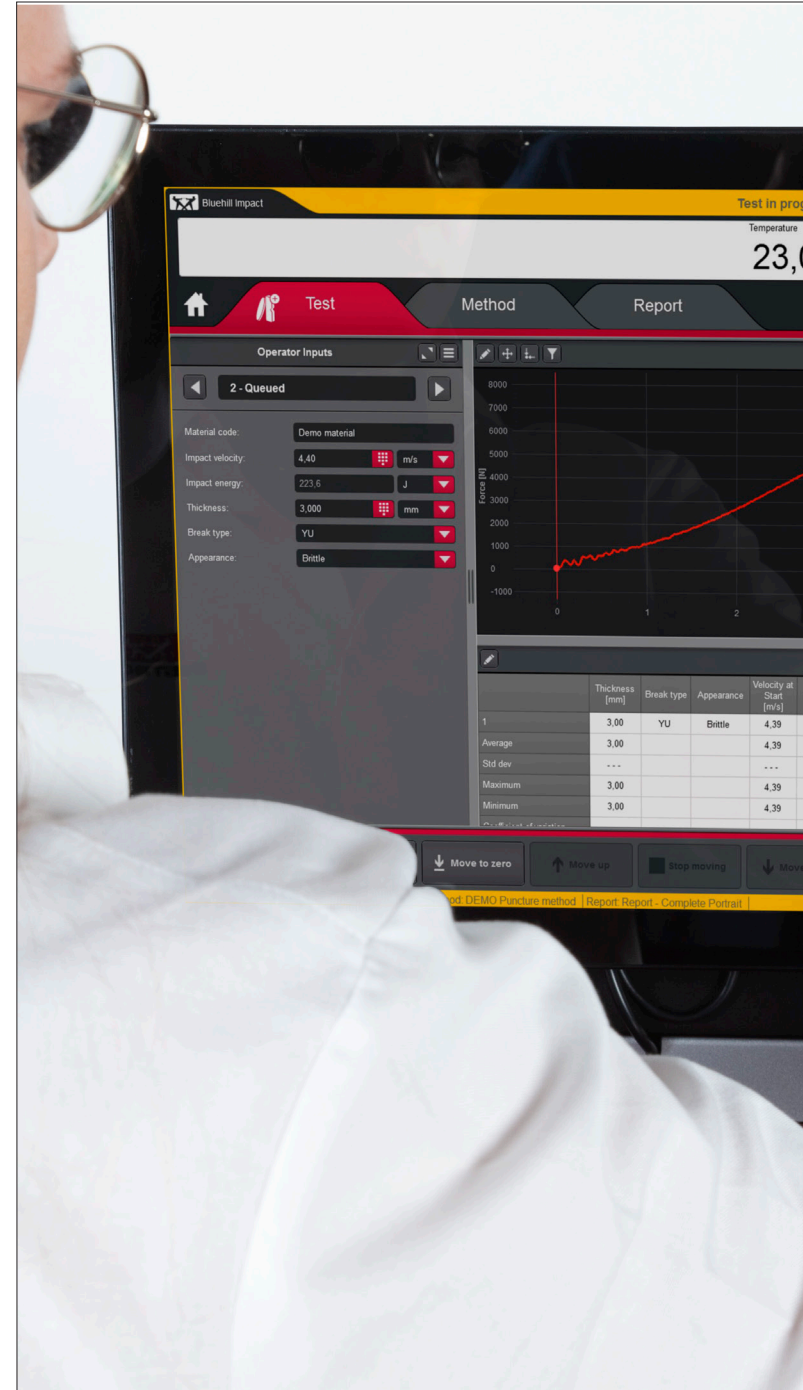 Bluehill Impact
Test in prog
Temperature
23,0
Test
Method
Report
Operator Inputs
2 - Queued
Material code: Demo material
Impact velocity: 4,40 m/s
Impact energy: 223,6 J
Thickness: 3,000 mm
Break type: YU
Appearance: Brittle
8000
7000
6000
5000
4000
3000
2000
1000
0
-1000
Force [N]
0 1 2
Thickness [mm] Break type Appearance Velocity at Start [m/s]
1 3,00 YU Brittle 4,39
Average 3,00 4,39
Std dev --- ---
Maximum 3,00 4,39
Minimum 3,00 4,39
Coefficient of variation
Move to zero
Move up
Stop moving
Move
od: DEMO Puncture method | Report: Report - Complete Portrait |